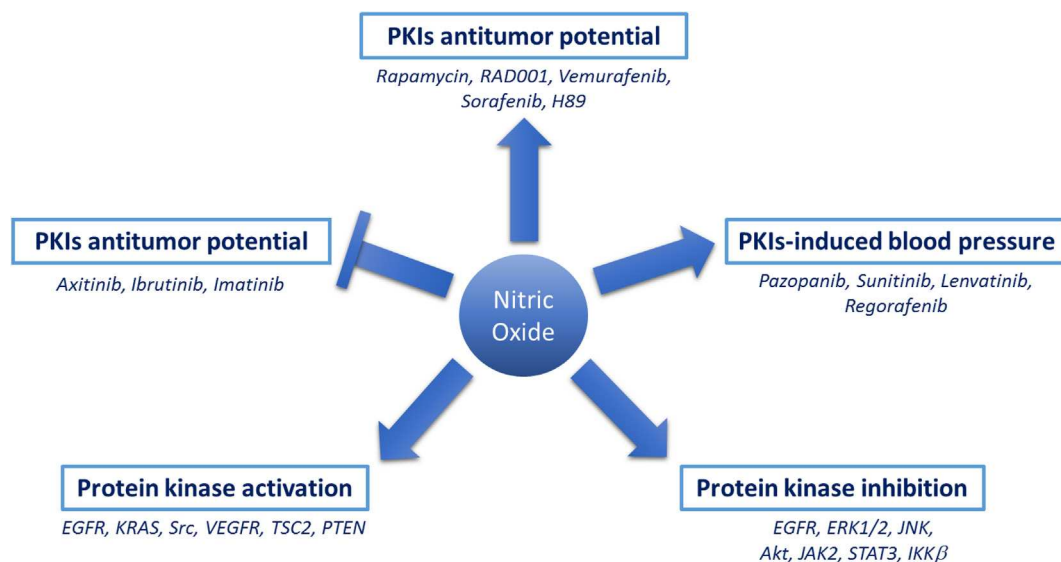 PKIs antitumor potential
Rapamycin, RAD001, Vemurafenib,
Sorafenib, H89
PKIs antitumor potential
Axitinib, Ibrutinib, Imatinib
Nitric
Oxide
PKIs-induced blood pressure
Pazopanib, Sunitinib, Lenvatinib,
Regorafenib
Protein kinase activation
EGFR, KRAS, Src, VEGFR, TSC2, PTEN
Protein kinase inhibition
EGFR, ERK1/2, JNK,
Akt, JAK2, STAT3, IKKβ